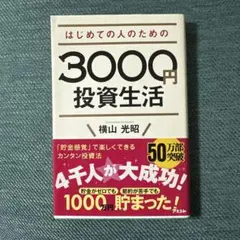 はじめての人のための
3000円
投資生活
横山 光昭
「貯金感覚」で楽しくできる
カンタン投資法
50万部
突破
4千人が大成功!
貯金がゼロでも 節約が苦手でも
1000万円貯まった!
アスコム